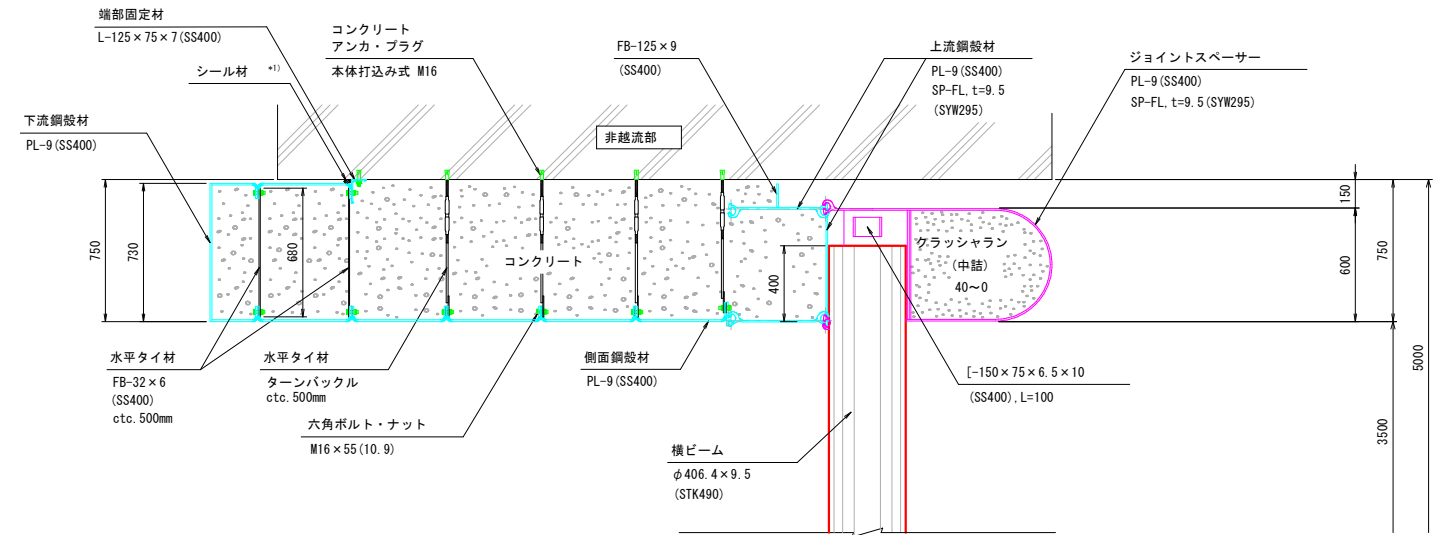 端部固定材
L-125×75×7(SS400)
シール材 *1)
下流鋼殻材
PL-9(SS400)
コンクリート
アンカ・プラグ
本体打込み式 M16
FB-125×9
(SS400)
上流鋼殻材
PL-9(SS400)
SP-FL, t=9.5
(SYW295)
ジョイントスペーサー
PL-9(SS400)
SP-FL, t=9.5(SYW295)
非越流部
750
730
680
コンクリート
400
クラッシャラン
(中詰)
40～0
150
600
750
5000
3500
水平タイ材
FB-32×6
(SS400)
ctc.500mm
水平タイ材
ターンバックル
ctc.500mm
六角ボルト・ナット
M16×55(10.9)
側面鋼殻材
PL-9(SS400)
横ビーム
φ406.4×9.5
(STK490)
[-150×75×6.5×10
(SS400), L=100